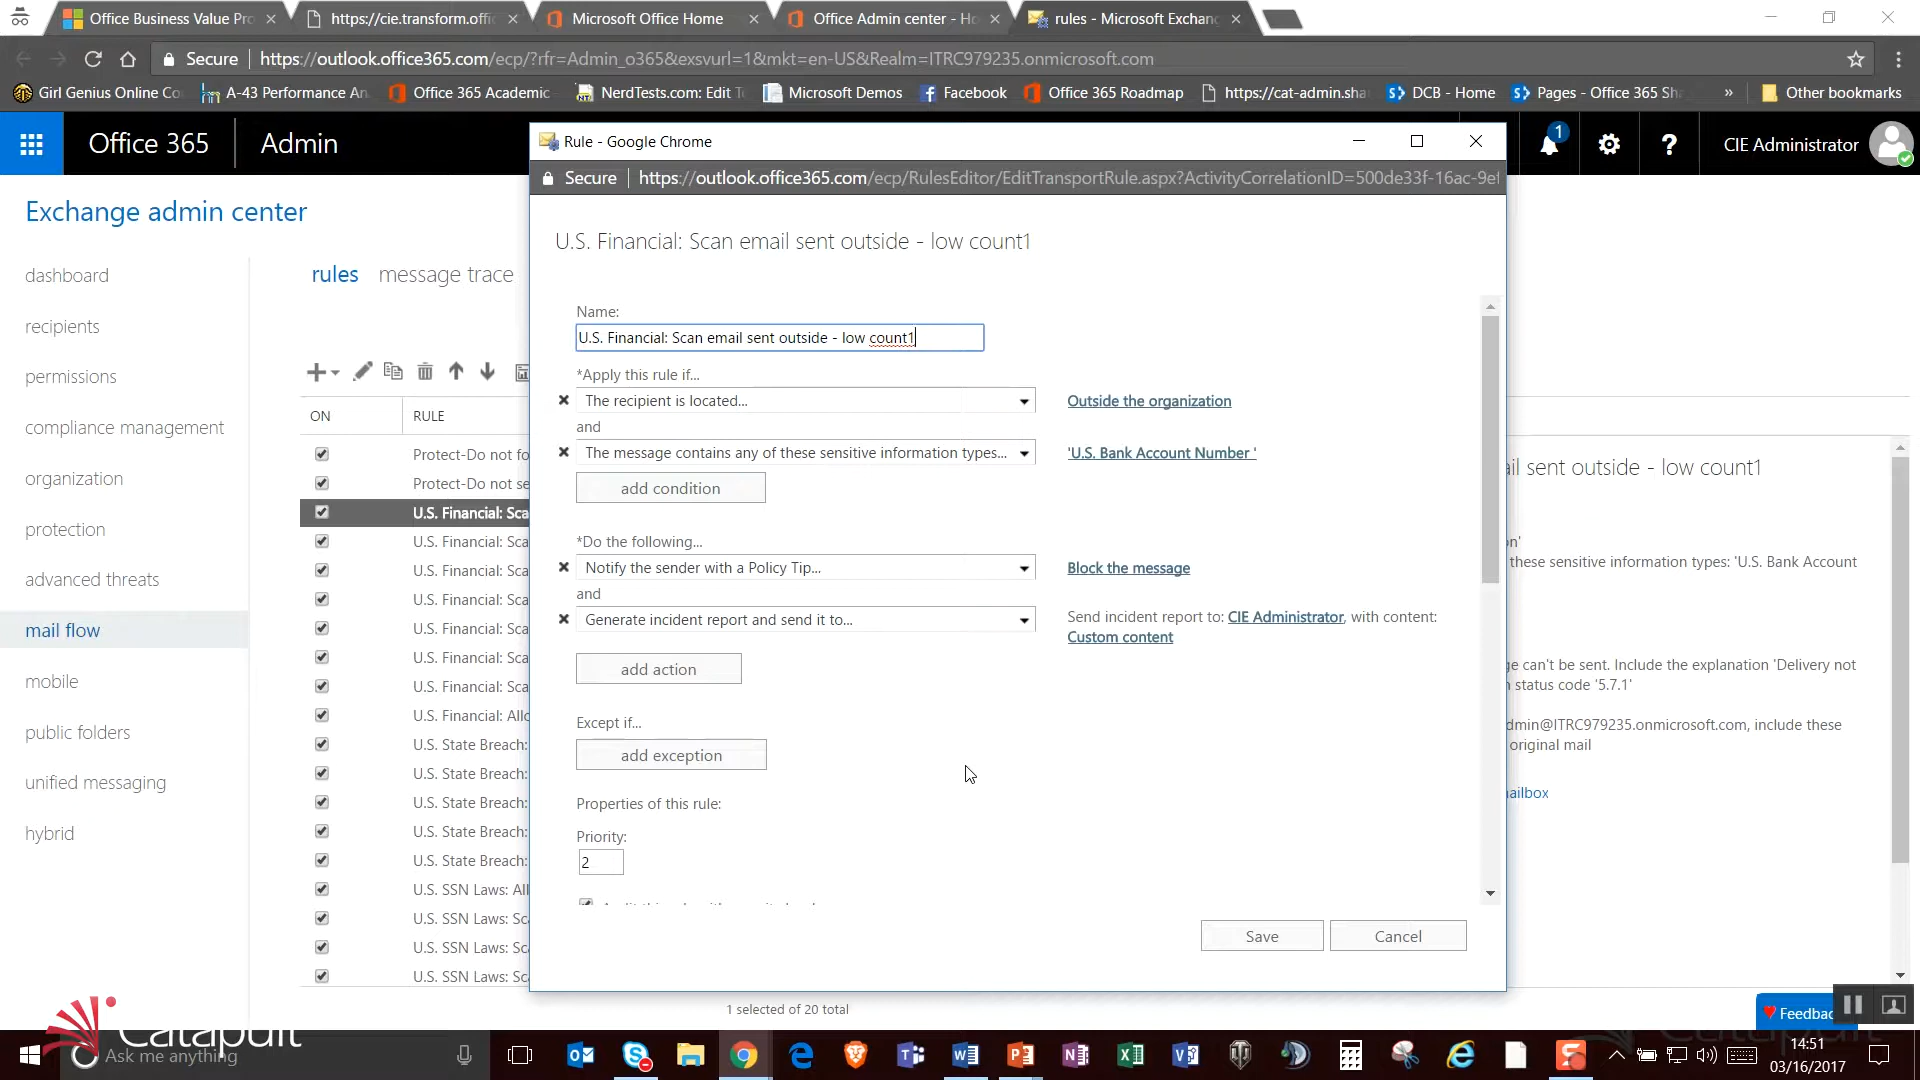 Office Business Value Pro
https://cie.transform.offi
Microsoft Office Home
Office Admin center - Ho
rules - Microsoft Exchang
Secure
https://outlook.office365.com/ecp/?rfr=Admin_o365&exsvurl=1&mkt=en-US&Realm=ITRC979235.onmicrosoft.com
Girl Genius Online Co
A-43 Performance An
Office 365 Academic
NerdTests.com: Edit T
Microsoft Demos
Facebook
Office 365 Roadmap
https://cat-admin.sha
DCB - Home
Pages - Office 365 Sha
»
Other bookmarks
Office 365
Admin
1
?
CIE Administrator
Exchange admin center
dashboard
recipients
permissions
compliance management
organization
protection
advanced threats
mail flow
mobile
public folders
unified messaging
hybrid
rules
message trace
ON
RULE
Protect-Do not fo
Protect-Do not se
U.S. Financial: Sca
U.S. Financial: Sca
U.S. Financial: Sca
U.S. Financial: Sca
U.S. Financial: Sca
U.S. Financial: Sca
U.S. Financial: Sca
U.S. Financial: Allo
U.S. State Breach:
U.S. State Breach:
U.S. State Breach:
U.S. State Breach:
U.S. State Breach:
U.S. SSN Laws: All
U.S. SSN Laws: Sca
U.S. SSN Laws: Sca
U.S. SSN Laws: Sca
1 selected of 20 total
Rule - Google Chrome
Secure
https://outlook.office365.com/ecp/RulesEditor/EditTransportRule.aspx?ActivityCorrelationID=500de33f-16ac-9ef
U.S. Financial: Scan email sent outside - low count1
Name:
U.S. Financial: Scan email sent outside - low count1
*Apply this rule if...
The recipient is located...
Outside the organization
and
The message contains any of these sensitive information types...
'U.S. Bank Account Number '
add condition
*Do the following...
Notify the sender with a Policy Tip...
Block the message
and
Generate incident report and send it to...
Send incident report to: CIE Administrator, with content:
Custom content
add action
Except if...
add exception
Properties of this rule:
Priority:
2
Save
Cancel
ail sent outside - low count1
on'
these sensitive information types: 'U.S. Bank Account
ge can't be sent. Include the explanation 'Delivery not
status code '5.7.1'
dmin@ITRC979235.onmicrosoft.com, include these
original mail
ailbox
Feedbac
Catapult
Ask me anything
14:51
03/16/2017